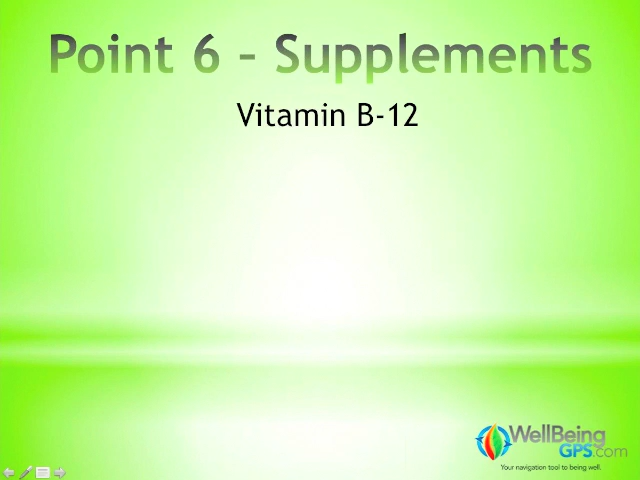 Point 6 – Supplements
Vitamin B-12
WellBeing
GPS.com
Your navigation tool to being well.